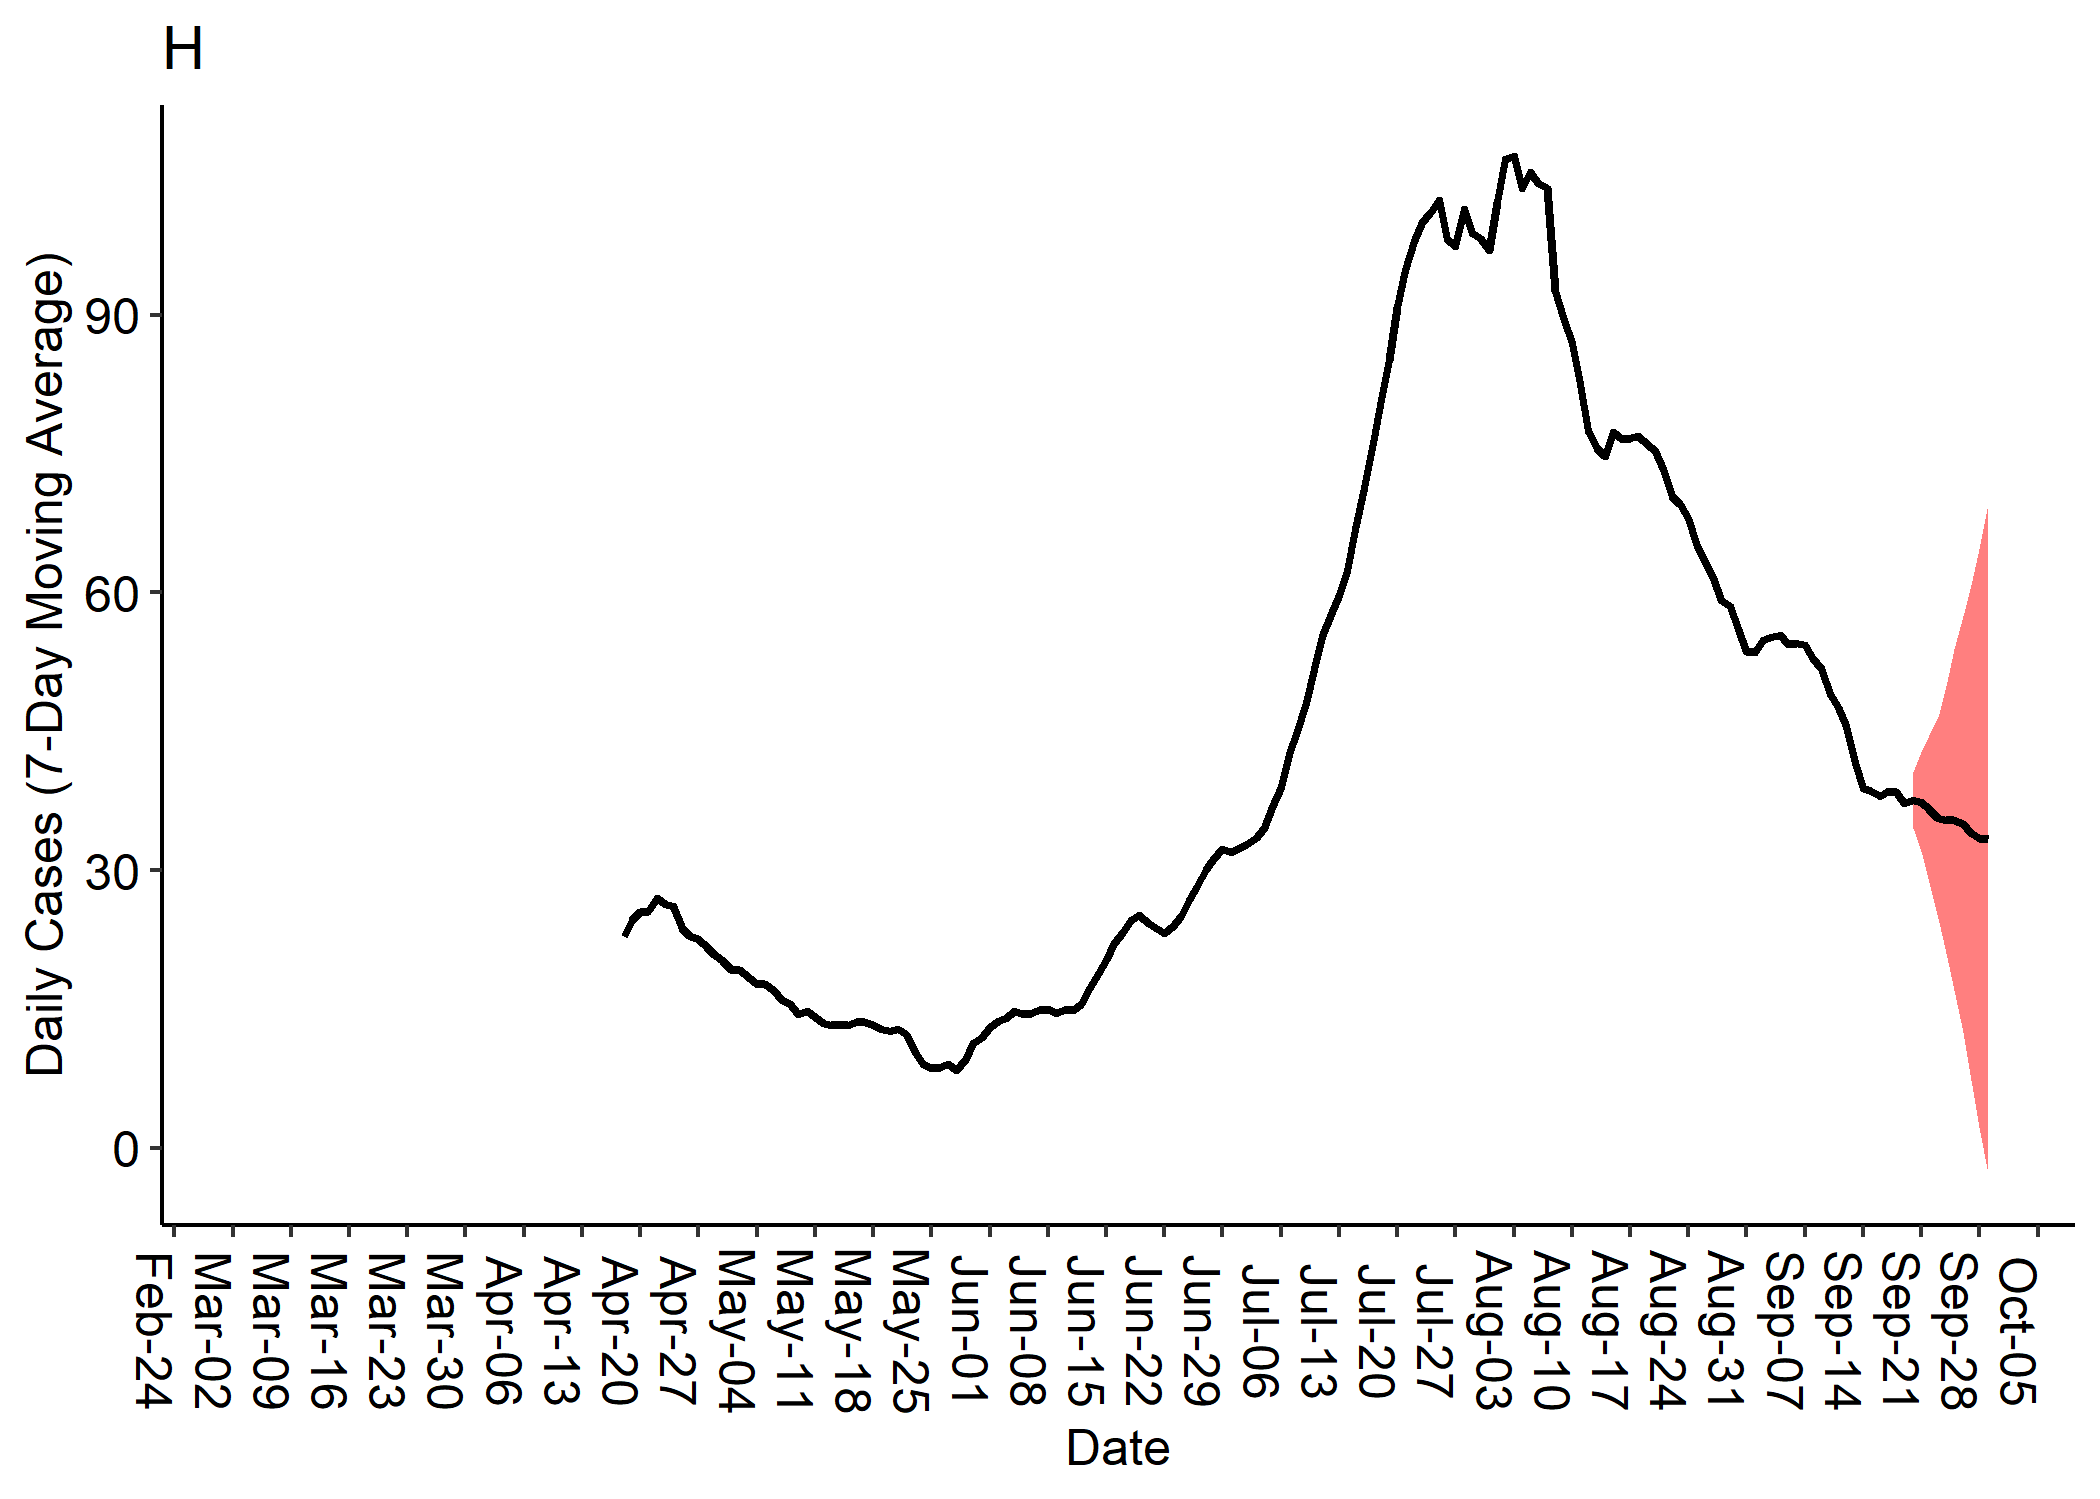 H
Daily Cases (7-Day Moving Average)
90
60
30
0
Feb-24
Mar-02
Mar-09
Mar-16
Mar-23
Mar-30
Apr-06
Apr-13
Apr-20
Apr-27
May-04
May-11
May-18
May-25
Jun-01
Jun-08
Jun-15
Jun-22
Jun-29
Jul-06
Jul-13
Jul-20
Jul-27
Aug-03
Aug-10
Aug-17
Aug-24
Aug-31
Sep-07
Sep-14
Sep-21
Sep-28
Oct-05
Date